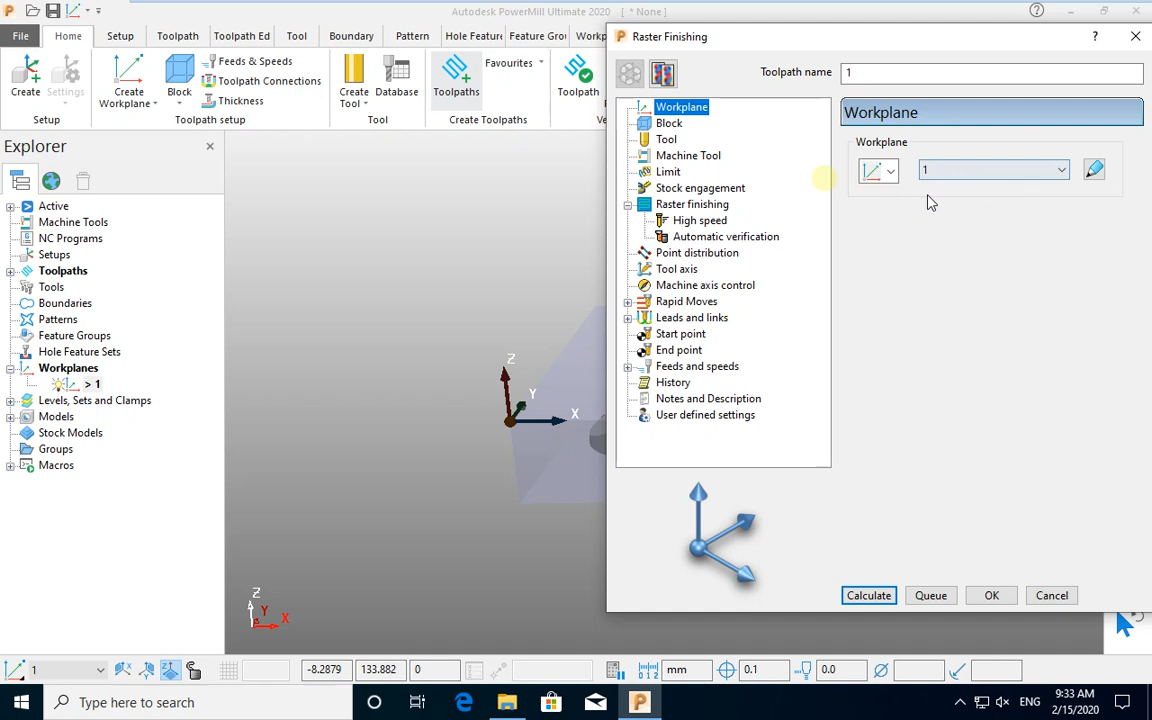 Autodesk PowerMill Ultimate 2020 [ * None ]
File
Home
Setup
Toolpath
Toolpath Ed
Tool
Boundary
Pattern
Hole Feature
Feature Gro
Workp
Create
Settings
Setup
Create
Workplane
Block
Feeds & Speeds
Toolpath Connections
Thickness
Toolpath setup
Create
Tool
Database
Tool
Toolpaths
Favourites
Create Toolpaths
Toolpath
Ve
Explorer
Active
Machine Tools
NC Programs
Setups
Toolpaths
Tools
Boundaries
Patterns
Feature Groups
Hole Feature Sets
Workplanes
> 1
Levels, Sets and Clamps
Models
Stock Models
Groups
Macros
Z
Y
X
Z
Y
X
Raster Finishing
?
Toolpath name
1
Workplane
Block
Tool
Machine Tool
Limit
Stock engagement
Raster finishing
High speed
Automatic verification
Point distribution
Tool axis
Machine axis control
Rapid Moves
Leads and links
Start point
End point
Feeds and speeds
History
Notes and Description
User defined settings
Workplane
Workplane
1
Calculate
Queue
OK
Cancel
1
-8.2879
133.882
0
mm
0.1
0.0
Type here to search
ENG
9:33 AM
2/15/2020